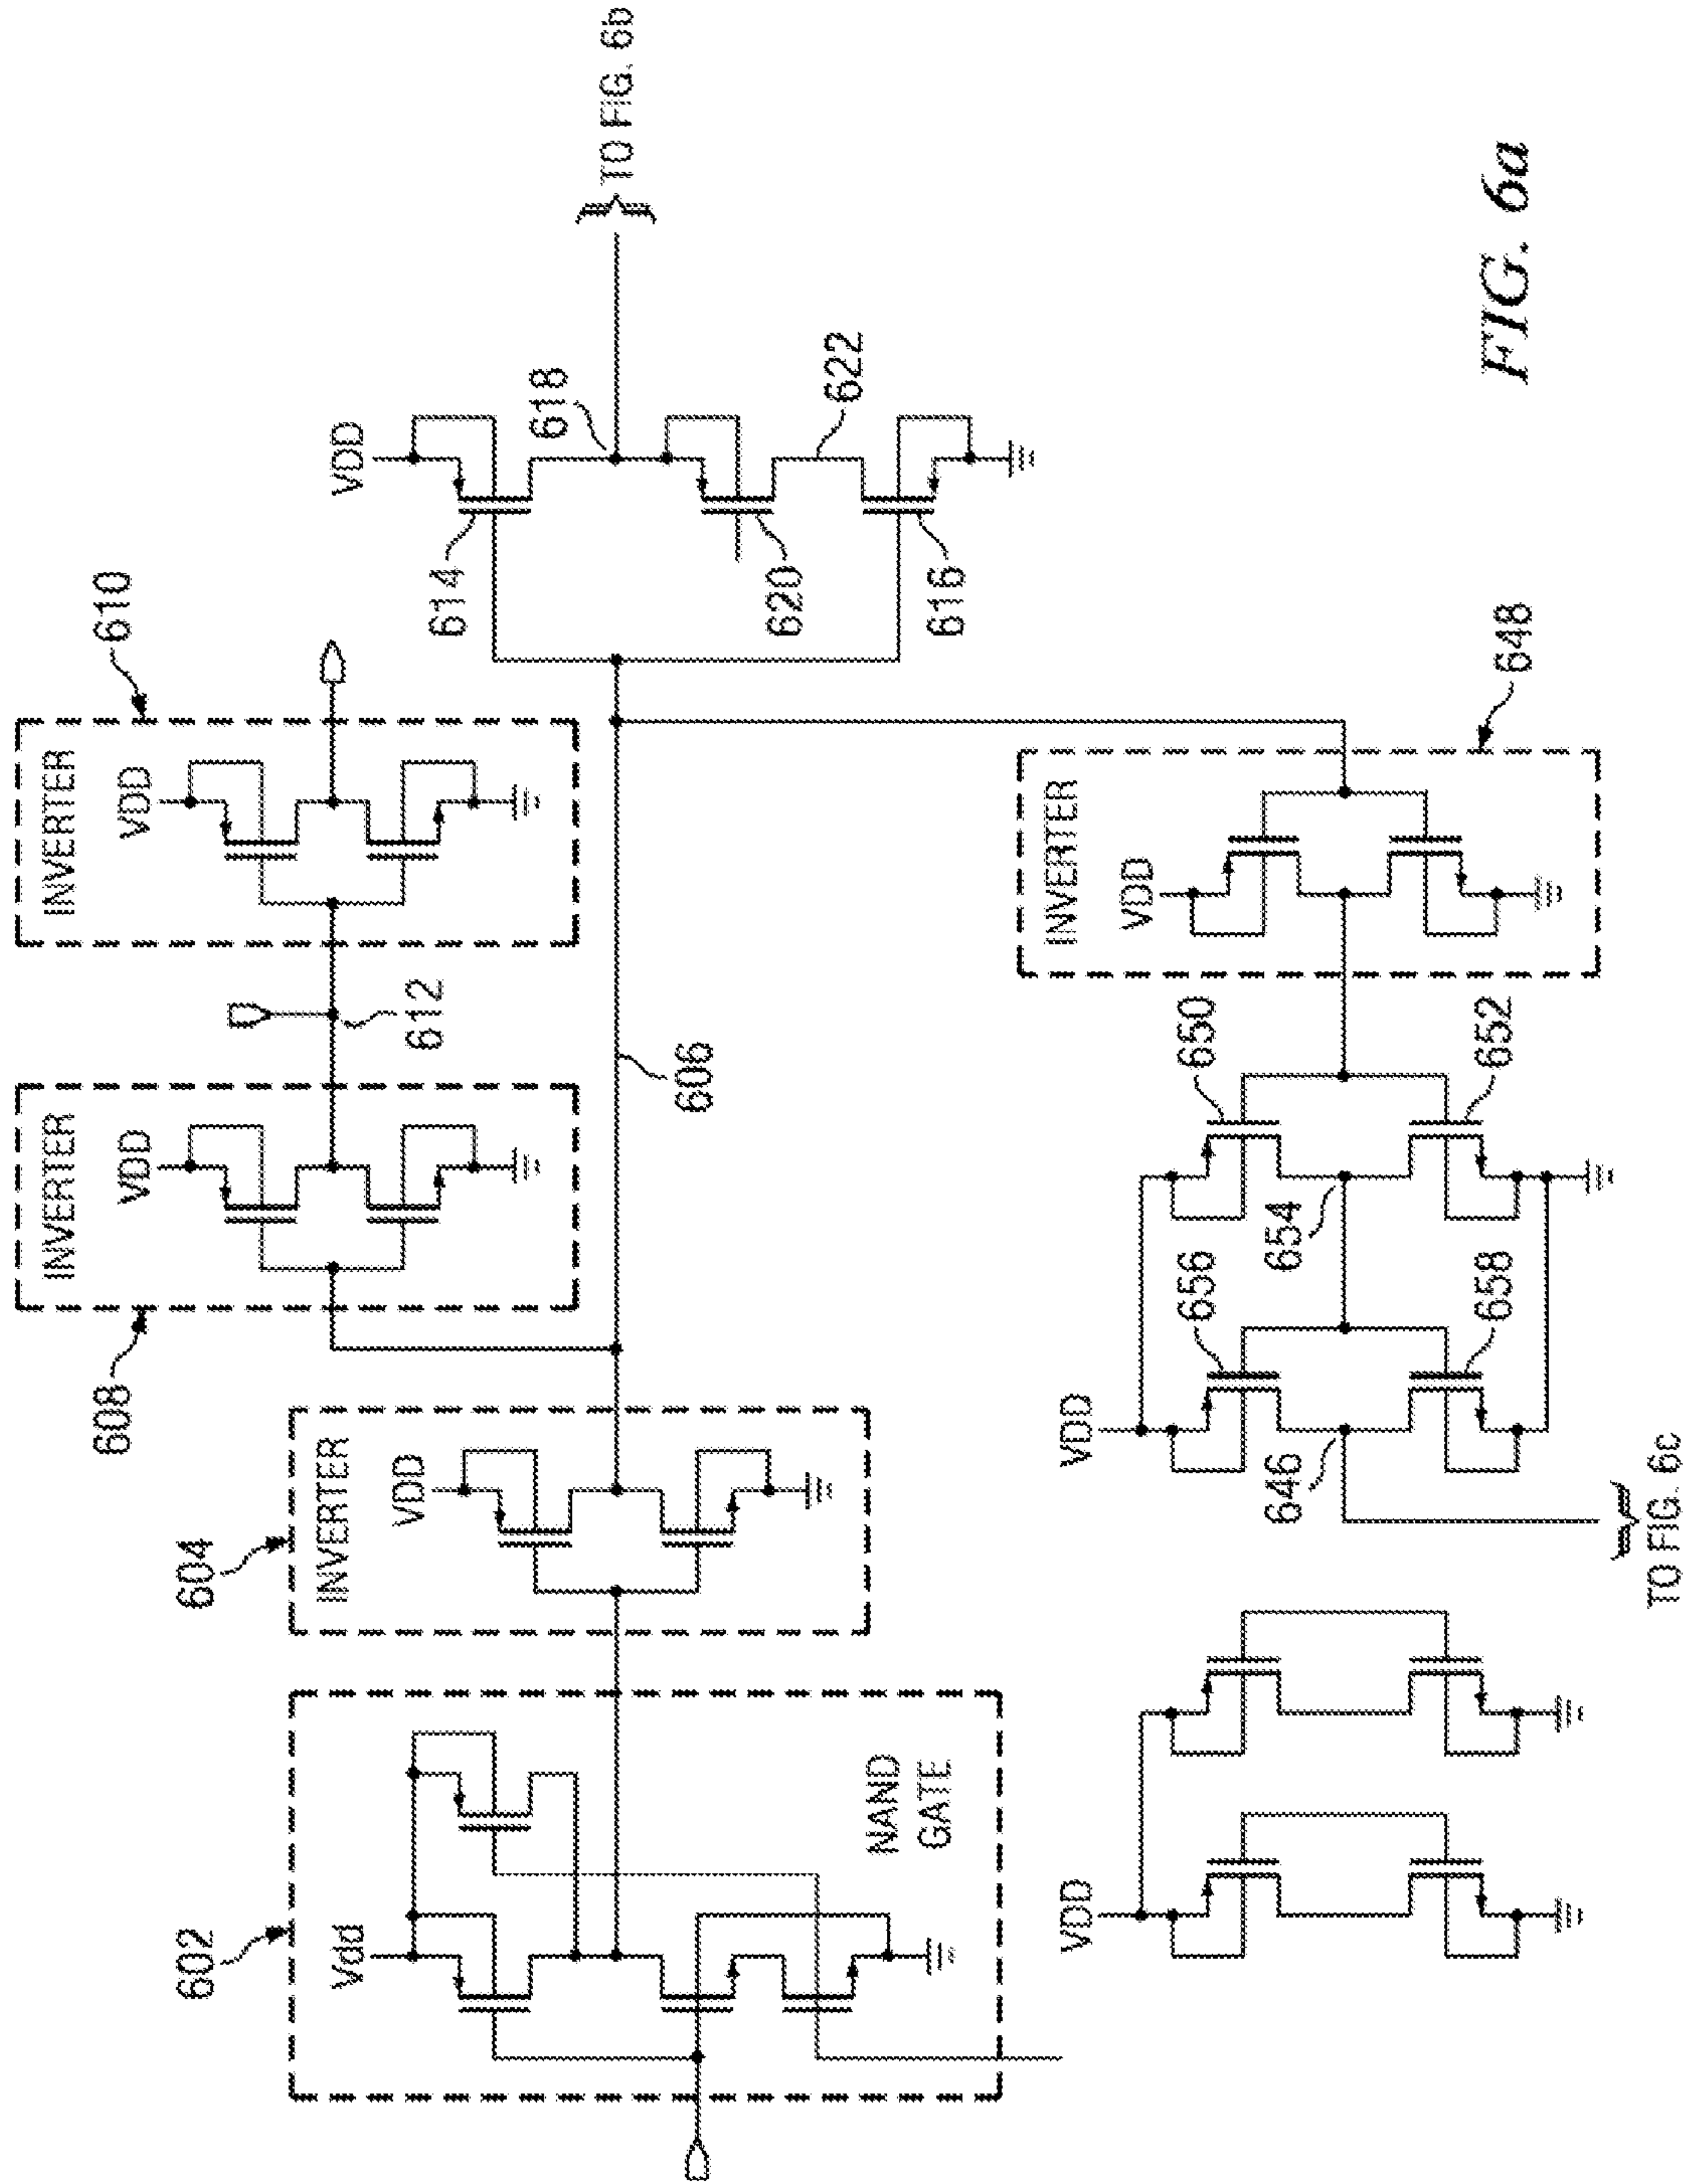 610
INVERTER
VDD
608
INVERTER
VDD
612
604
INVERTER
VDD
606
602
Vdd
NAND
GATE
VDD
614
618
620
622
616
TO FIG. 6b
648
INVERTER
VDD
650
652
654
656
658
VDD
646
TO FIG. 6c
VDD
FIG. 6a